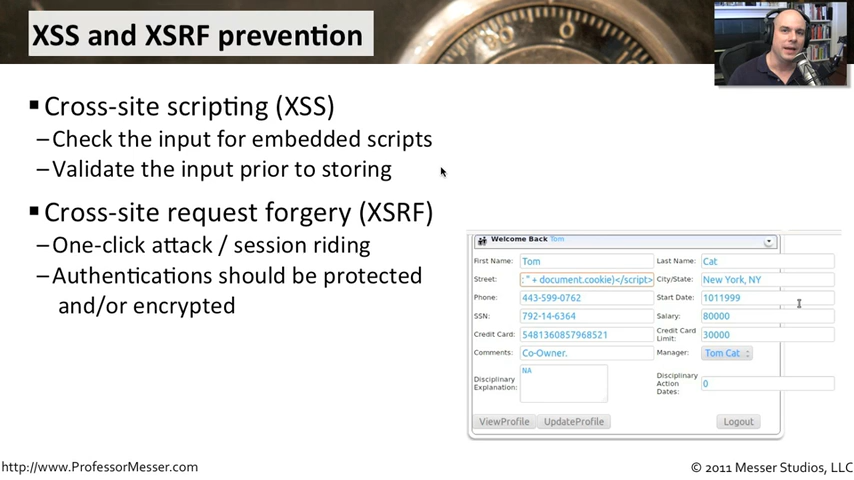 XSS and XSRF prevention
▪ Cross-site scripting (XSS)
–Check the input for embedded scripts
–Validate the input prior to storing
▪ Cross-site request forgery (XSRF)
–One-click attack / session riding
–Authentications should be protected
and/or encrypted
Welcome Back Tom
First Name: Tom Last Name: Cat
Street: : " + document.cookie)</script> City/State: New York, NY
Phone: 443-599-0762 Start Date: 1011999
SSN: 792-14-6364 Salary: 80000
Credit Card: 5481360857968521 Credit Card Limit: 30000
Comments: Co-Owner. Manager: Tom Cat
Disciplinary Explanation: NA Disciplinary Action Dates: 0
ViewProfile UpdateProfile Logout
http://www.ProfessorMesser.com © 2011 Messer Studios, LLC